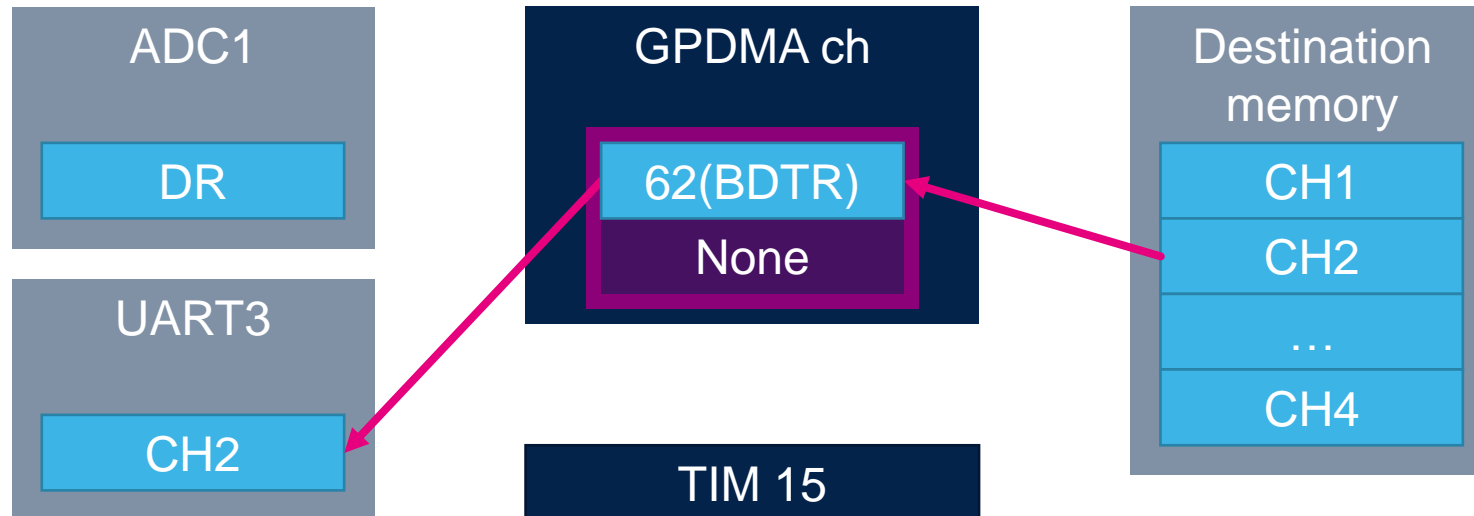 ADC1
DR
UART3
CH2
GPDMA ch
62(BDTR)
None
TIM 15
Destination
memory
CH1
CH2
…
CH4